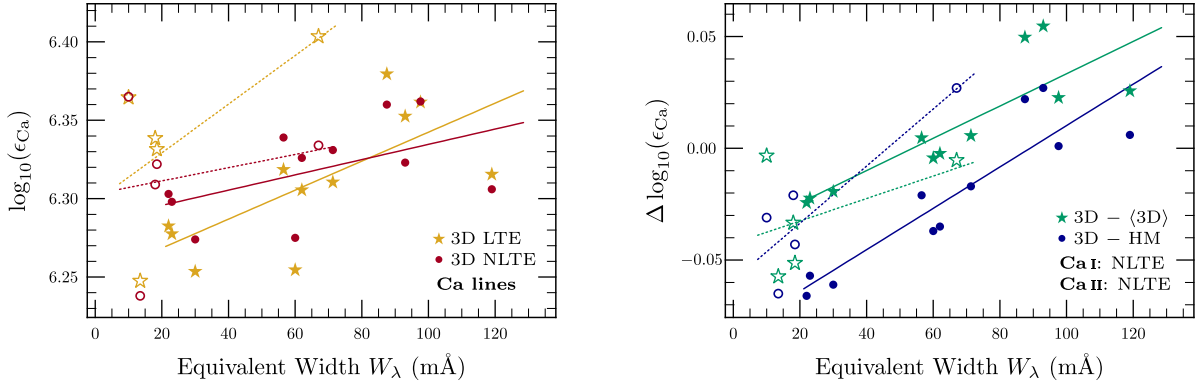 6.40
6.35
6.30
6.25
log₁₀(ϵCa)
3D LTE
3D NLTE
Ca lines
0 20 40 60 80 100 120
Equivalent Width Wλ (mÅ)
0.05
0.00
−0.05
Δ log₁₀(ϵCa)
3D − ⟨3D⟩
3D − HM
Ca I: NLTE
Ca II: NLTE
0 20 40 60 80 100 120
Equivalent Width Wλ (mÅ)